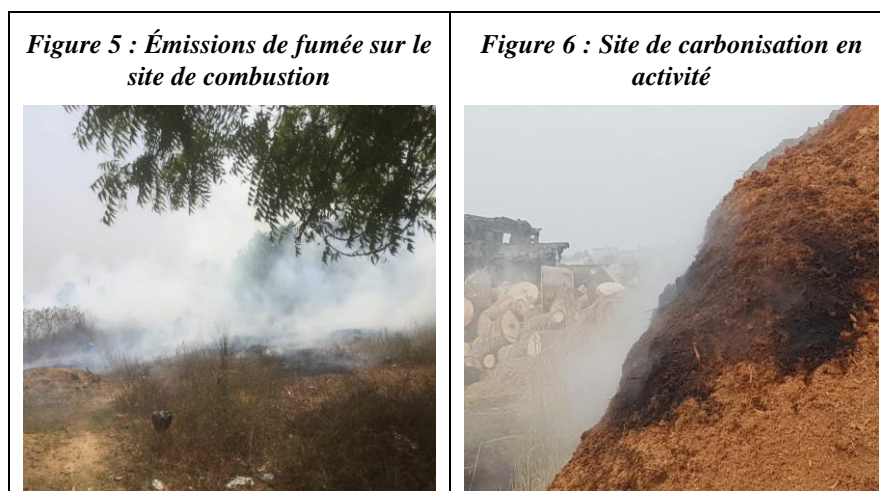 Figure 5 : Émissions de fumée sur le
site de combustion
Figure 6 : Site de carbonisation en
activité